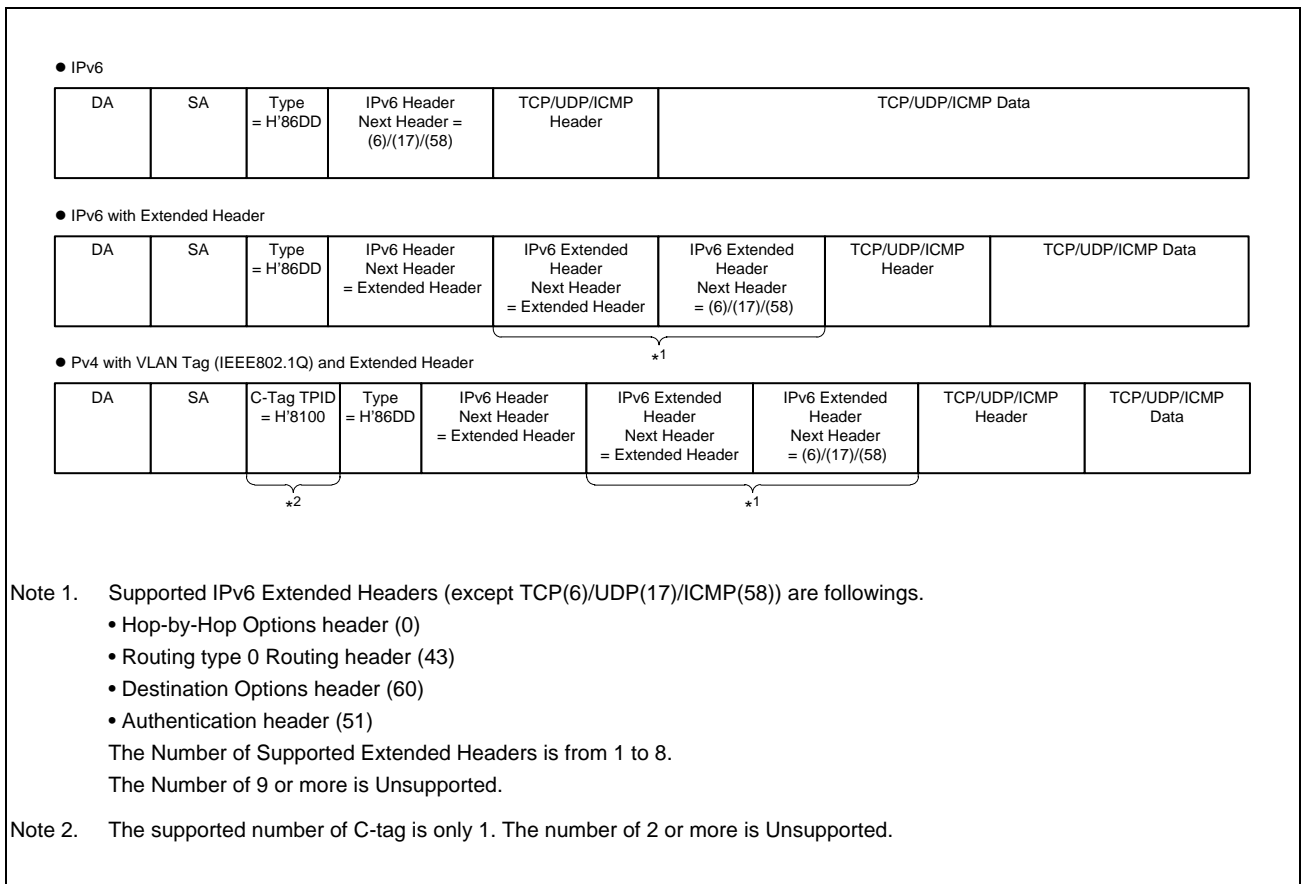 ● IPv6
DA
SA
Type
= H'86DD
IPv6 Header
Next Header =
(6)/(17)/(58)
TCP/UDP/ICMP
Header
TCP/UDP/ICMP Data
● IPv6 with Extended Header
DA
SA
Type
= H'86DD
IPv6 Header
Next Header
= Extended Header
IPv6 Extended
Header
Next Header
= Extended Header
IPv6 Extended
Header
Next Header
= (6)/(17)/(58)
TCP/UDP/ICMP
Header
TCP/UDP/ICMP Data
*1
● Pv4 with VLAN Tag (IEEE802.1Q) and Extended Header
DA
SA
C-Tag TPID
= H'8100
Type
= H'86DD
IPv6 Header
Next Header
= Extended Header
IPv6 Extended
Header
Next Header
= Extended Header
IPv6 Extended
Header
Next Header
= (6)/(17)/(58)
TCP/UDP/ICMP
Header
TCP/UDP/ICMP
Data
*2
*1
Note 1. Supported IPv6 Extended Headers (except TCP(6)/UDP(17)/ICMP(58)) are followings.
• Hop-by-Hop Options header (0)
• Routing type 0 Routing header (43)
• Destination Options header (60)
• Authentication header (51)
The Number of Supported Extended Headers is from 1 to 8.
The Number of 9 or more is Unsupported.
Note 2. The supported number of C-tag is only 1. The number of 2 or more is Unsupported.